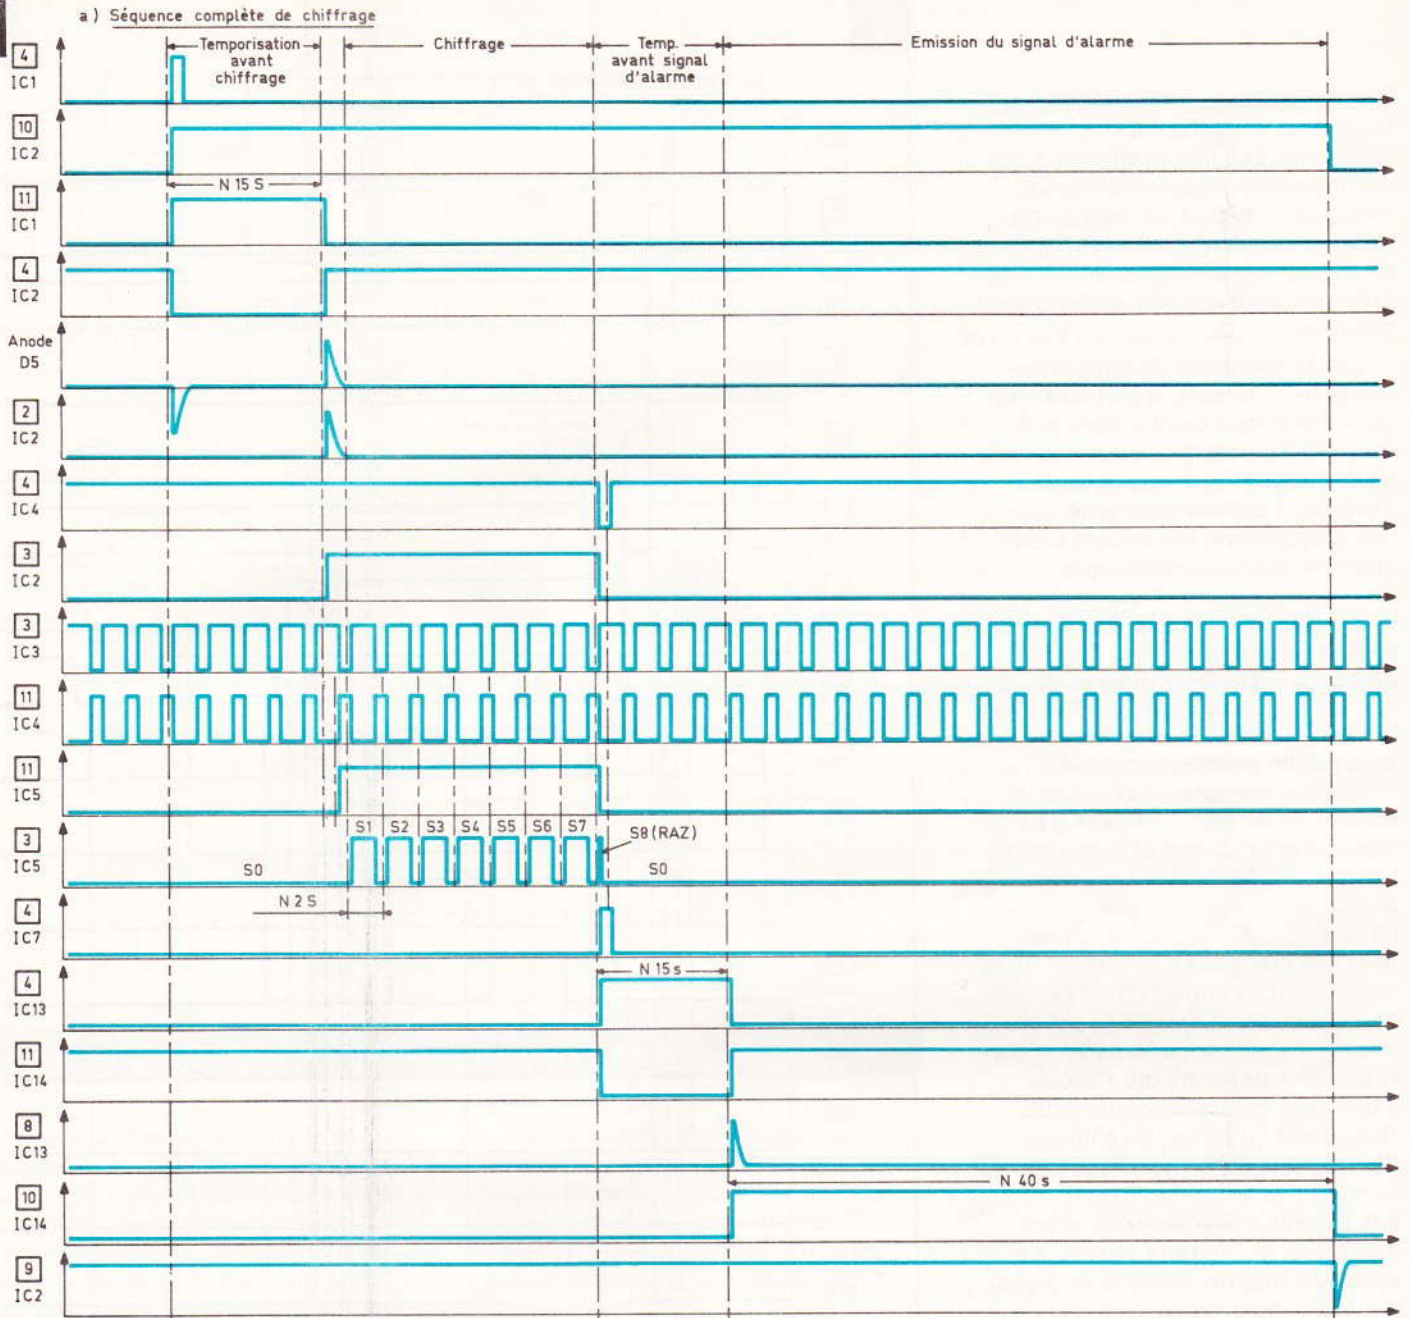 a) Séquence complète de chiffrage
Temporisation
avant
chiffrage
Chiffrage
Temp.
avant signal
d'alarme
Emission du signal d'alarme
4
IC1
10
IC2
N 15 S
11
IC1
4
IC2
Anode
D5
2
IC2
4
IC4
3
IC2
3
IC3
11
IC4
11
IC5
S1 S2 S3 S4 S5 S6 S7
S8 (RAZ)
3
IC5
S0
S0
N 2 S
4
IC7
N 15 s
4
IC13
11
IC14
8
IC13
N 40 s
10
IC14
9
IC2